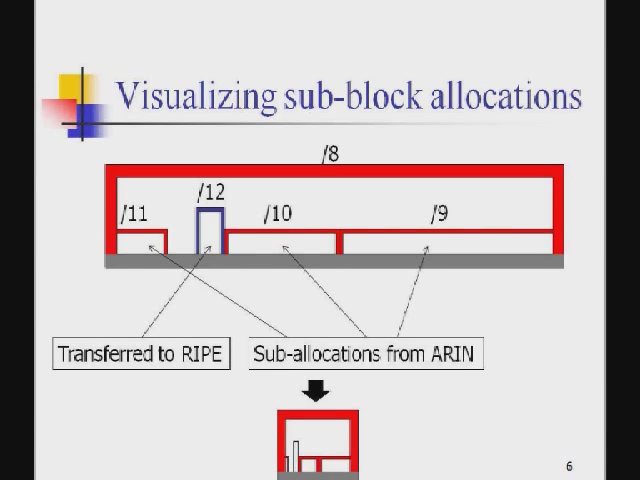 Visualizing sub-block allocations
/8
/12
/11
/10
/9
Transferred to RIPE
Sub-allocations from ARIN
6